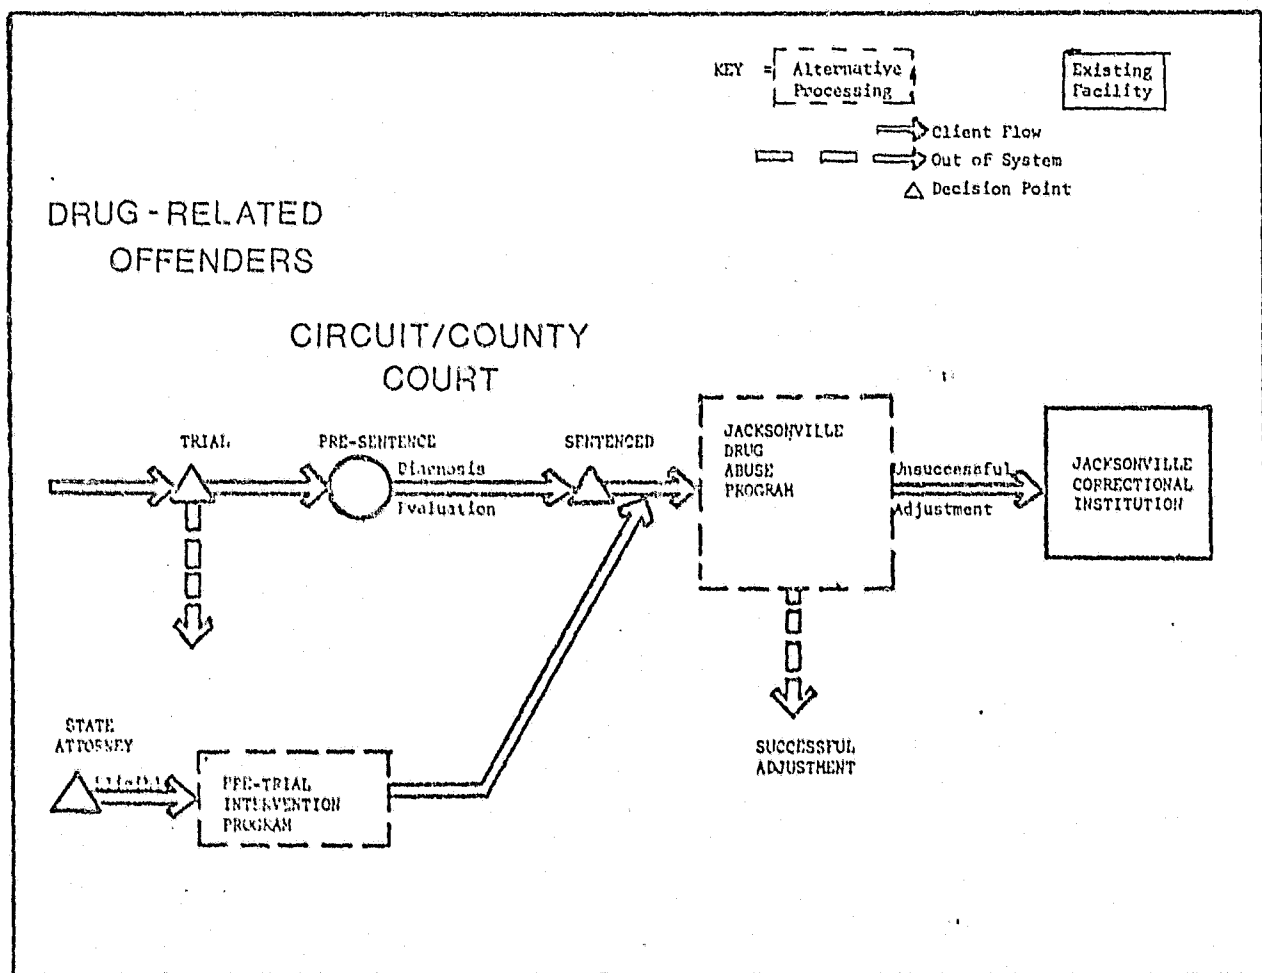 KEY = Alternative
Processing
Existing
Facility
Client Flow
Out of System
Decision Point
DRUG-RELATED
OFFENDERS
CIRCUIT/COUNTY
COURT
TRIAL
PRE-SENTENCE
Diagnosis
Evaluation
SENTENCED
JACKSONVILLE
DRUG
ABUSE
PROGRAM
Unsuccessful
Adjustment
JACKSONVILLE
CORRECTIONAL
INSTITUTION
SUCCESSFUL
ADJUSTMENT
STATE
ATTORNEY
PRE-TRIAL
INTERVENTION
PROGRAM